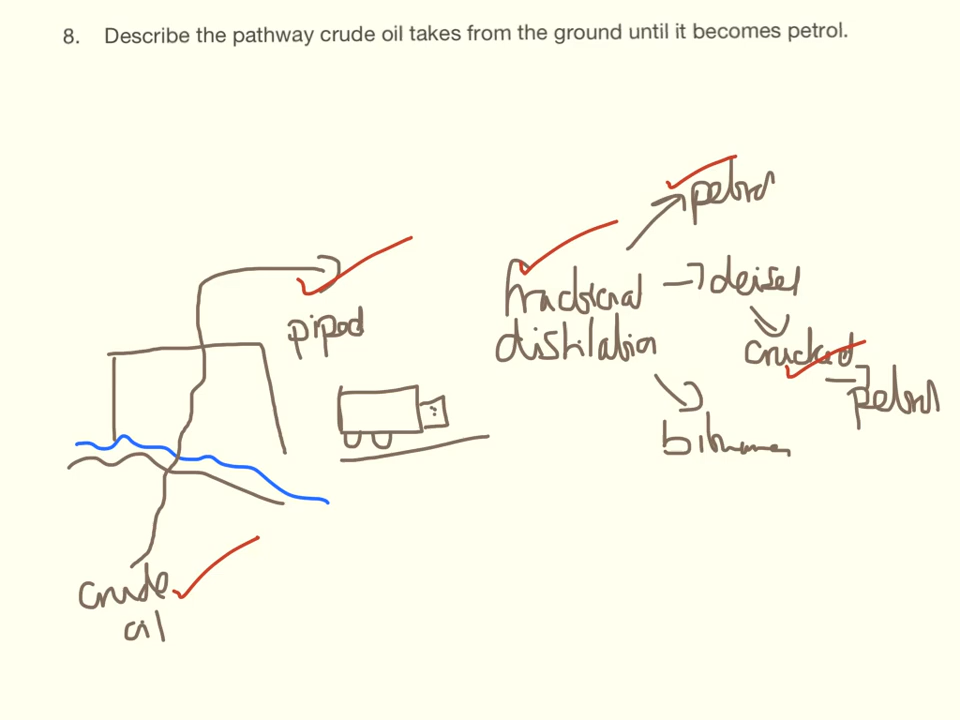 8. Describe the pathway crude oil takes from the ground until it becomes petrol.
petrol
fractional → deisel
distilation
cracked
→ petrol
bitumen
piped
crude
oil